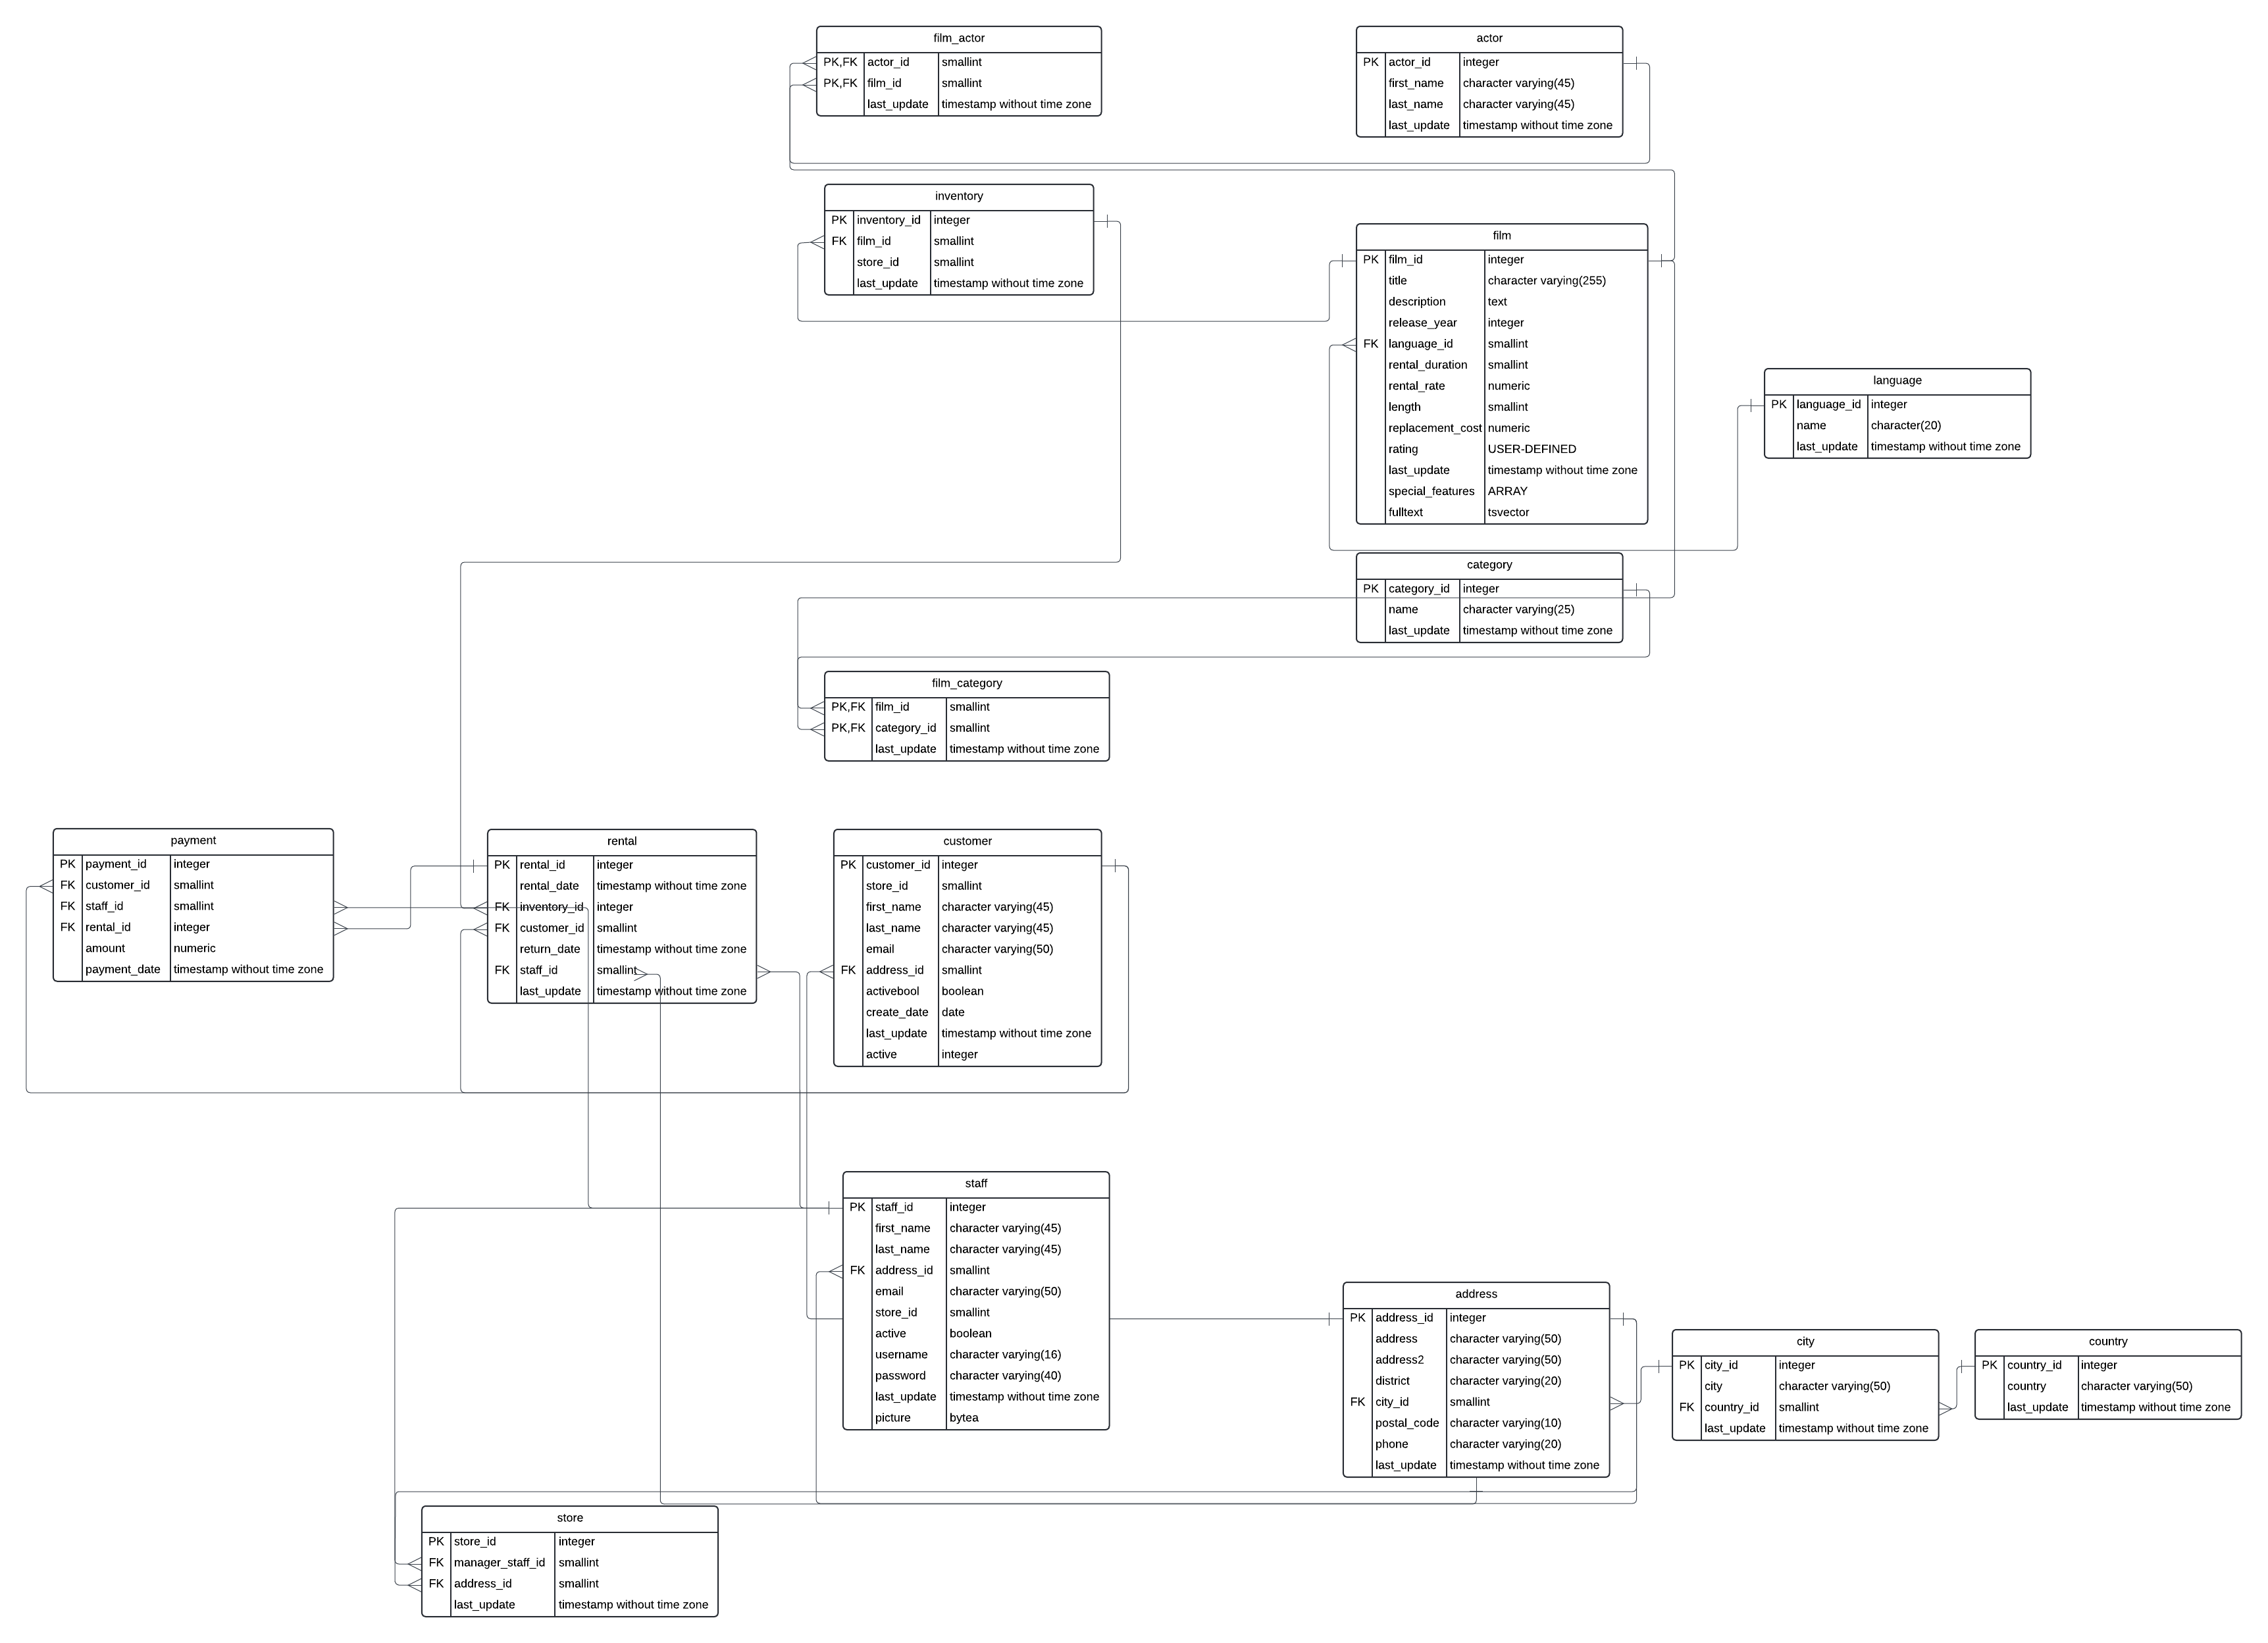 film_actor
PK,FK actor_id smallint
PK,FK film_id smallint
last_update timestamp without time zone
actor
PK actor_id integer
first_name character varying(45)
last_name character varying(45)
last_update timestamp without time zone
inventory
PK inventory_id integer
FK film_id smallint
store_id smallint
last_update timestamp without time zone
film
PK film_id integer
title character varying(255)
description text
release_year integer
FK language_id smallint
rental_duration smallint
rental_rate numeric
length smallint
replacement_cost numeric
rating USER-DEFINED
last_update timestamp without time zone
special_features ARRAY
fulltext tsvector
language
PK language_id integer
name character(20)
last_update timestamp without time zone
category
PK category_id integer
name character varying(25)
last_update timestamp without time zone
film_category
PK,FK film_id smallint
PK,FK category_id smallint
last_update timestamp without time zone
payment
PK payment_id integer
FK customer_id smallint
FK staff_id smallint
FK rental_id integer
amount numeric
payment_date timestamp without time zone
rental
PK rental_id integer
rental_date timestamp without time zone
FK inventory_id integer
FK customer_id smallint
return_date timestamp without time zone
FK staff_id smallint
last_update timestamp without time zone
customer
PK customer_id integer
store_id smallint
first_name character varying(45)
last_name character varying(45)
email character varying(50)
FK address_id smallint
activebool boolean
create_date date
last_update timestamp without time zone
active integer
staff
PK staff_id integer
first_name character varying(45)
last_name character varying(45)
FK address_id smallint
email character varying(50)
store_id smallint
active boolean
username character varying(16)
password character varying(40)
last_update timestamp without time zone
picture bytea
address
PK address_id integer
address character varying(50)
address2 character varying(50)
district character varying(20)
FK city_id smallint
postal_code character varying(10)
phone character varying(20)
last_update timestamp without time zone
city
PK city_id integer
city character varying(50)
FK country_id smallint
last_update timestamp without time zone
country
PK country_id integer
country character varying(50)
last_update timestamp without time zone
store
PK store_id integer
FK manager_staff_id smallint
FK address_id smallint
last_update timestamp without time zone